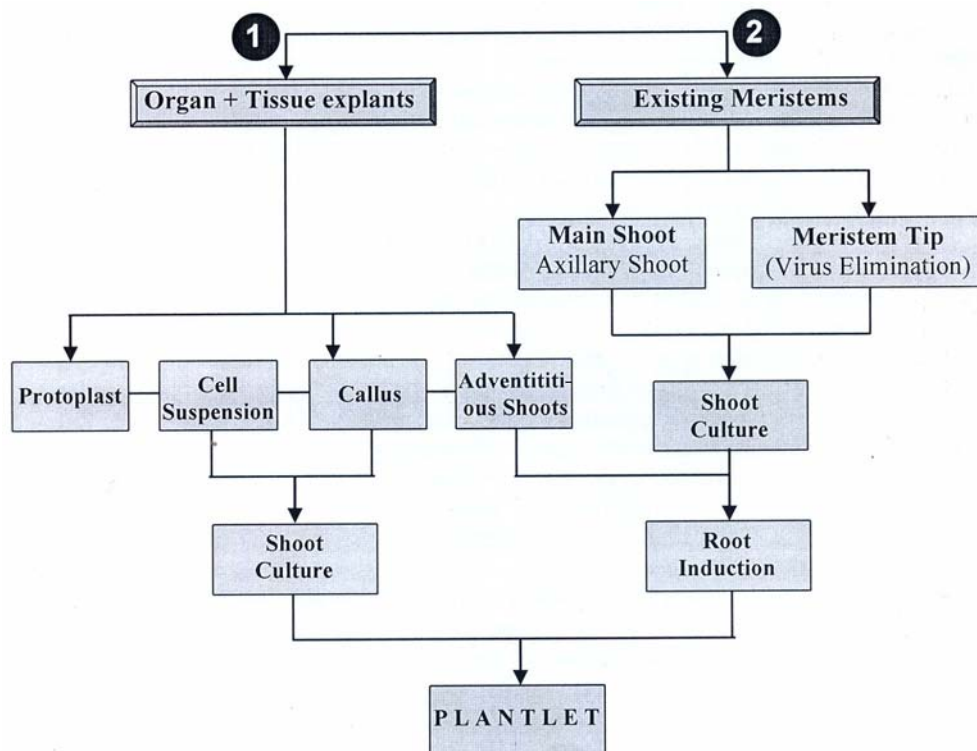 1
2
Organ + Tissue explants
Existing Meristems
Main Shoot
Axillary Shoot
Meristem Tip
(Virus Elimination)
Protoplast
Cell
Suspension
Callus
Adventititi-
ous Shoots
Shoot
Culture
Shoot
Culture
Root
Induction
PLANTLET